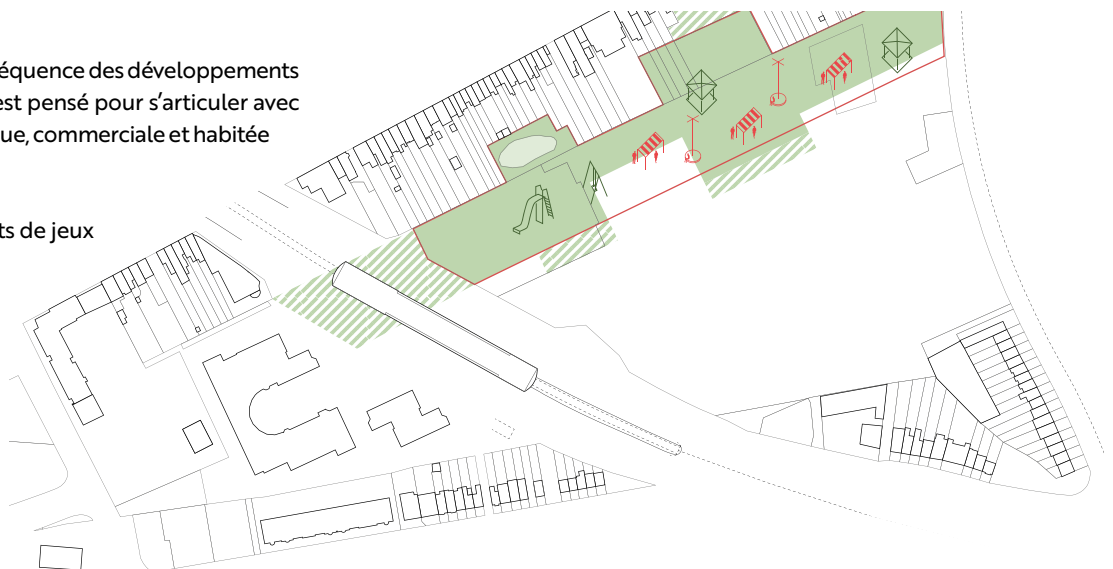 équence des développements
est pensé pour s’articuler avec
ue, commerciale et habitée
ts de jeux